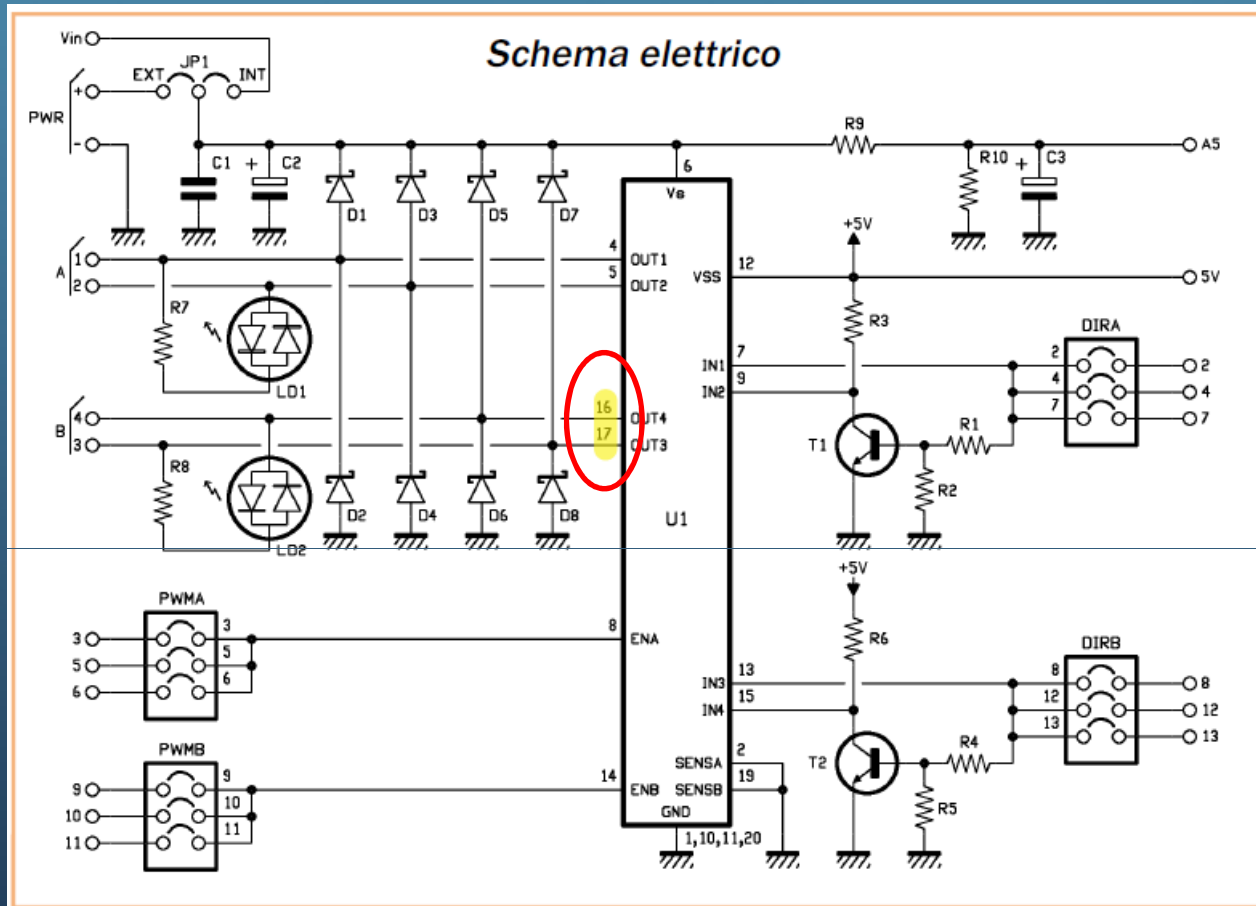 Schema elettrico
Vin
EXT JP1 INT
+
PWR
-
C1 + C2
D1 D3 D5 D7
6
Vs
R9
R10 + C3
A5
+5V
A 1
2
4 OUT1
5 OUT2
VSS 12
5V
R7
LD1
R3
DIRA
IN1 7
IN2 9
2 2
4 4
7 7
B 4
3
16 OUT4
17 OUT3
T1 R1
R2
R8
LD2
D2 D4 D6 D8
U1
+5V
PWMA
3 3
5 5
6 6
8 ENA
R6
DIRB
IN3 13
IN4 15
8 8
12 12
13 13
PWMB
9 9
10 10
11 11
14 ENB
SENSA 2
SENSB 19
GND
1,10,11,20
T2 R4
R5